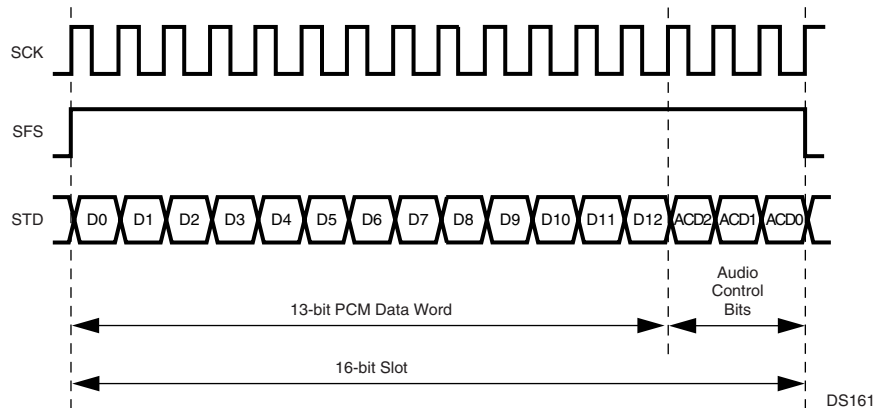 SCK
SFS
STD D0 D1 D2 D3 D4 D5 D6 D7 D8 D9 D10 D11 D12 ACD2 ACD1 ACD0
Audio
Control
Bits
13-bit PCM Data Word
16-bit Slot
DS161